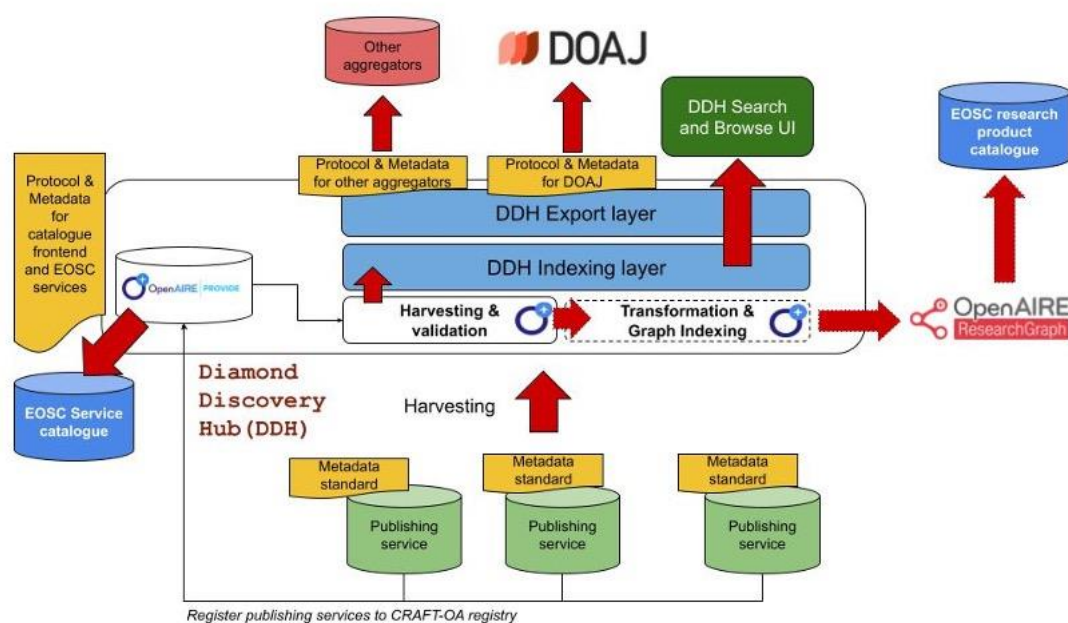 Other
aggregators
DOAJ
DDH Search
and Browse UI
EOSC research
product
catalogue
Protocol &
Metadata
for
catalogue
frontend
and EOSC
services
Protocol & Metadata
for other aggregators
Protocol & Metadata
for DOAJ
DDH Export layer
DDH Indexing layer
OpenAIRE | PROVIDE
Harvesting &
validation
Transformation &
Graph Indexing
OpenAIRE
ResearchGraph
EOSC Service
catalogue
Diamond
Discovery
Hub(DDH)
Harvesting
Metadata
standard
Metadata
standard
Metadata
standard
Publishing
service
Publishing
service
Publishing
service
Register publishing services to CRAFT-OA registry